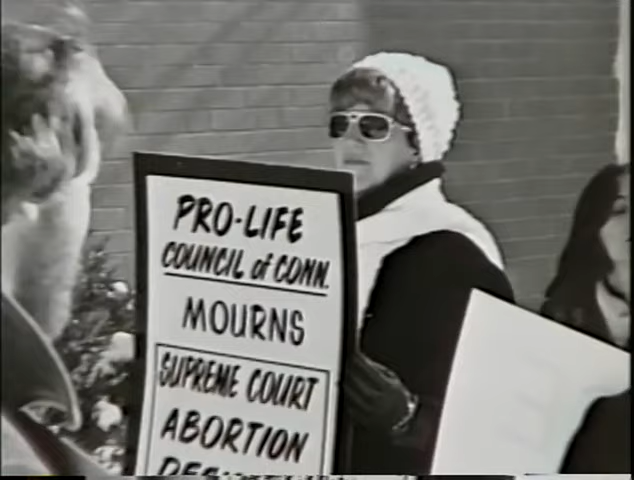 PRO-LIFE
COUNCIL of CONN.
MOURNS
SUPREME COURT
ABORTION